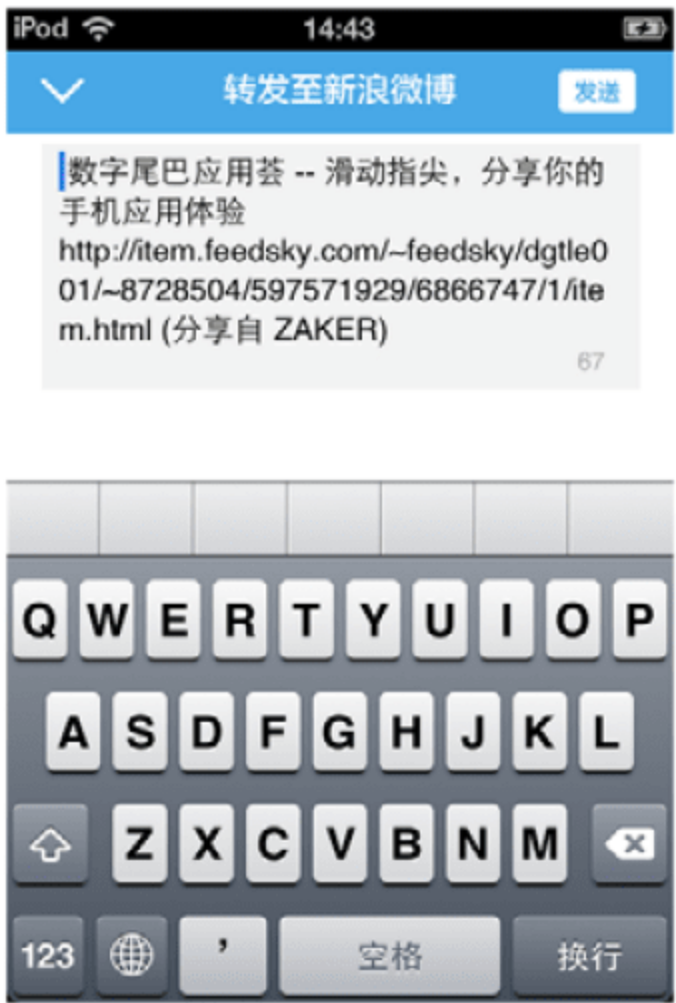 iPod 14:43
转发至新浪微博 发送
数字尾巴应用荟 -- 滑动指尖，分享你的
手机应用体验
http://item.feedsky.com/~feedsky/dgtle0
01/~8728504/597571929/6866747/1/ite
m.html (分享自 ZAKER)
67
Q W E R T Y U I O P
A S D F G H J K L
Z X C V B N M
123 , 空格 换行